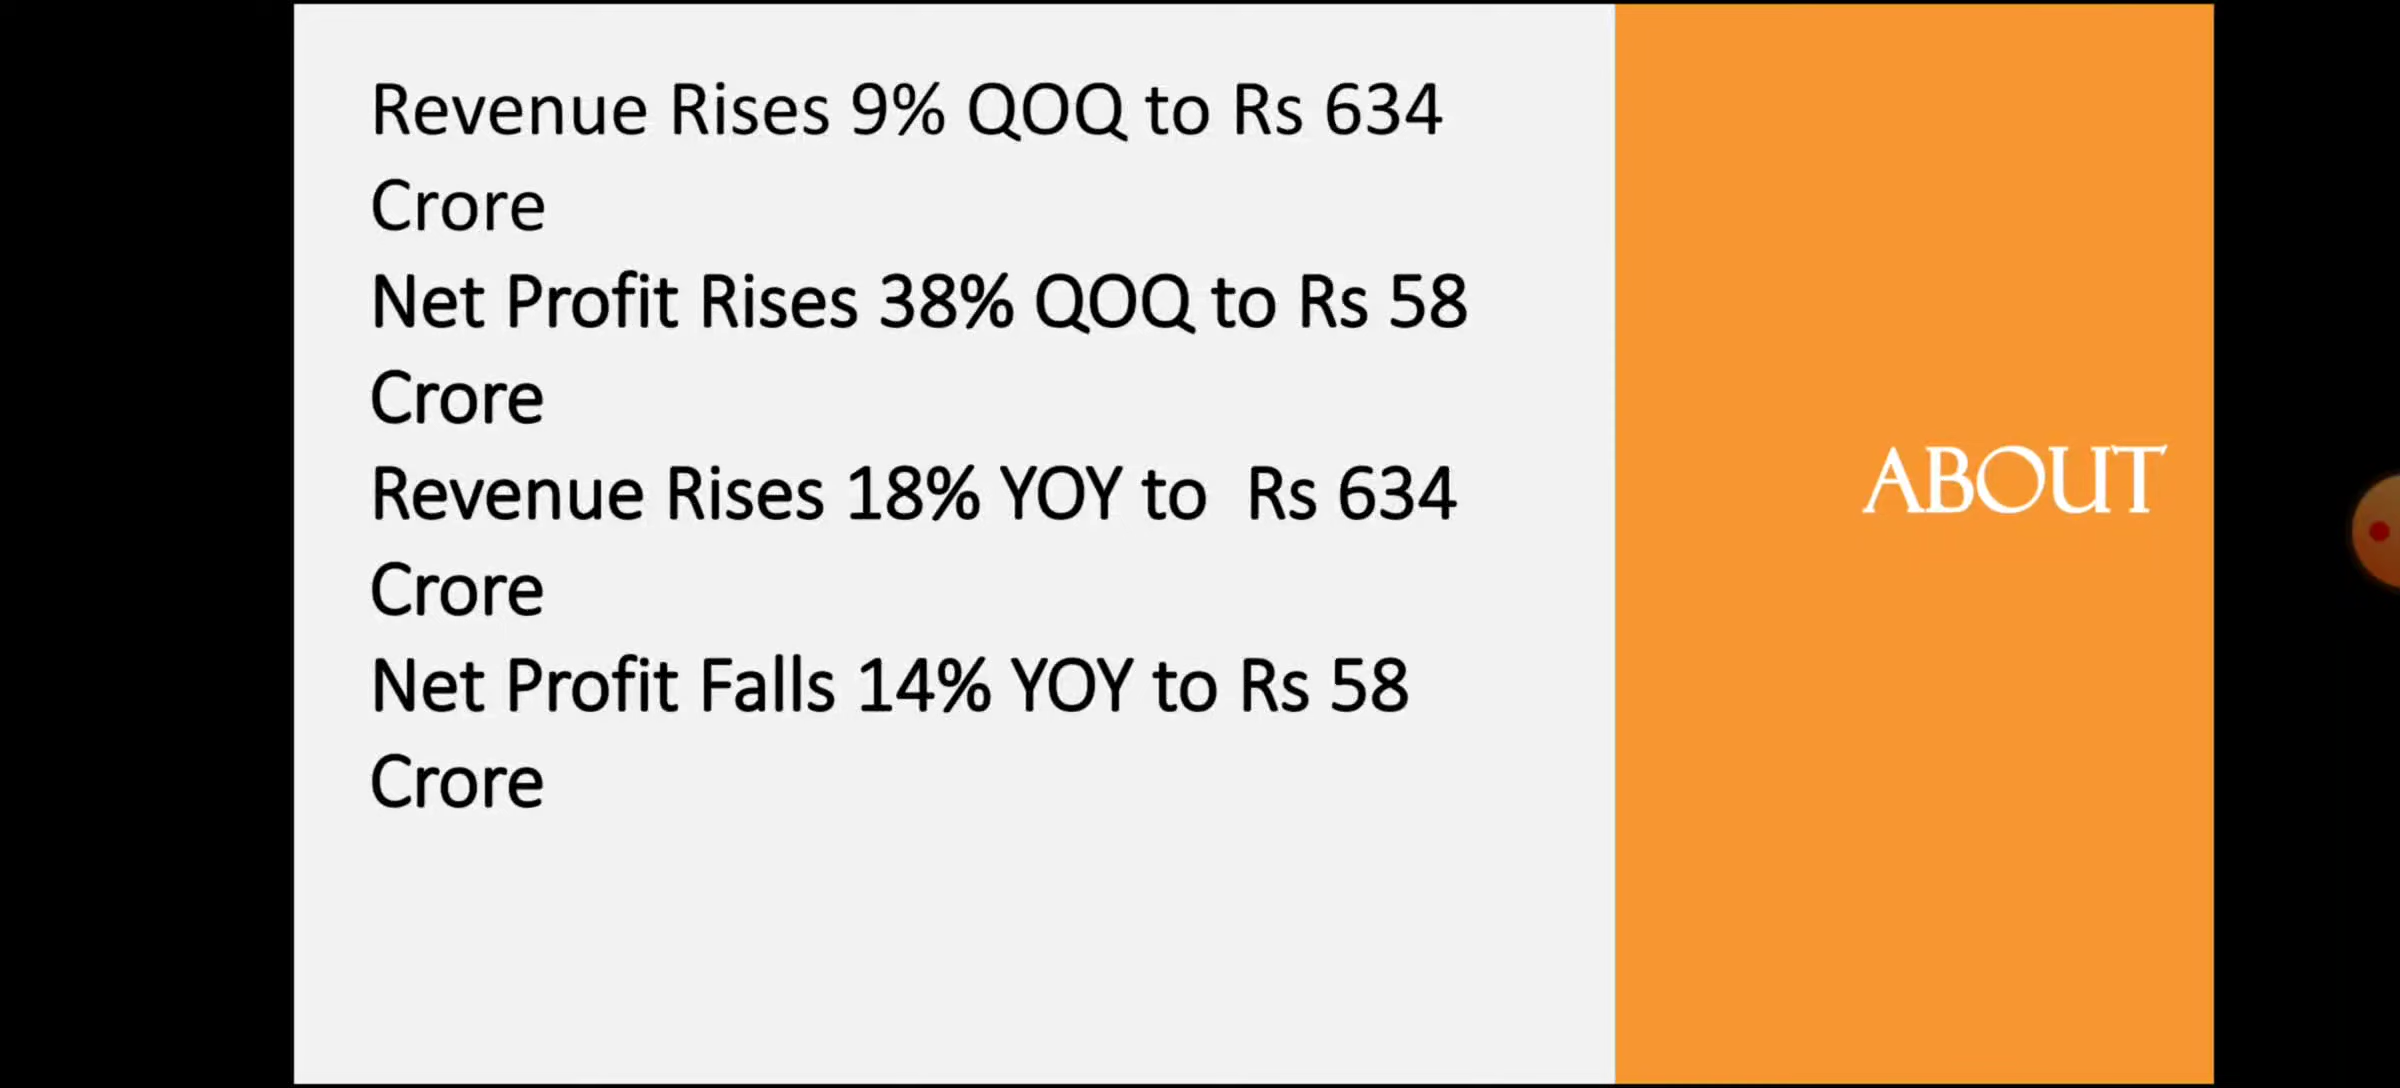 Revenue Rises 9% QOQ to Rs 634
Crore
Net Profit Rises 38% QOQ to Rs 58
Crore
Revenue Rises 18% YOY to  Rs 634
Crore
Net Profit Falls 14% YOY to Rs 58
Crore
ABOUT